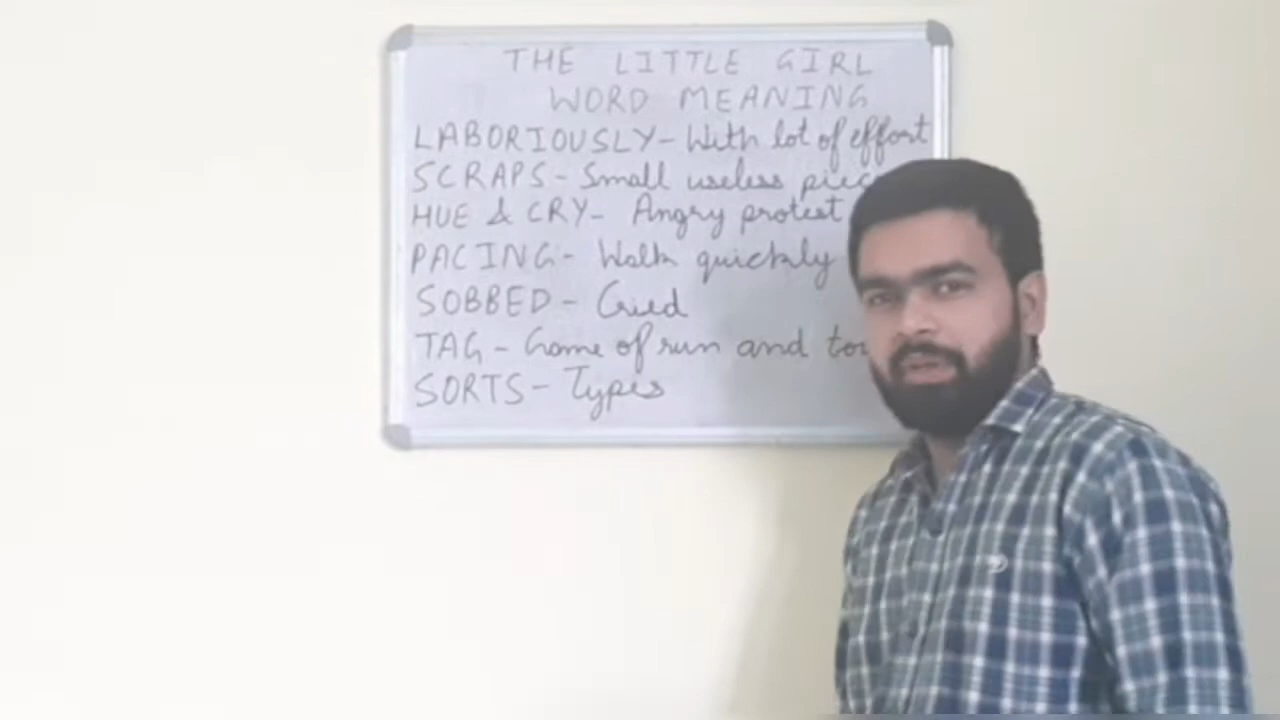 THE LITTLE GIRL
WORD MEANING
LABORIOUSLY - With lot of effort
SCRAPS - Small useless
HUE & CRY - Angry protest
PACING - Walk quickly
SOBBED - Cried
TAG - Game of run and
SORTS - Types